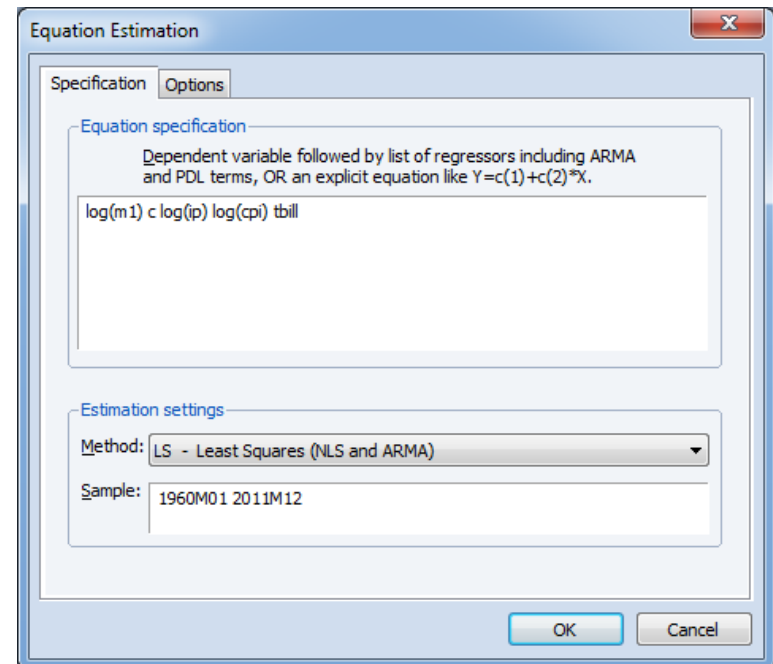 Equation Estimation
Specification
Options
Equation specification
Dependent variable followed by list of regressors including ARMA
and PDL terms, OR an explicit equation like Y=c(1)+c(2)*X.
log(m1) c log(ip) log(cpi) tbill
Estimation settings
Method: LS - Least Squares (NLS and ARMA)
Sample: 1960M01 2011M12
OK Cancel